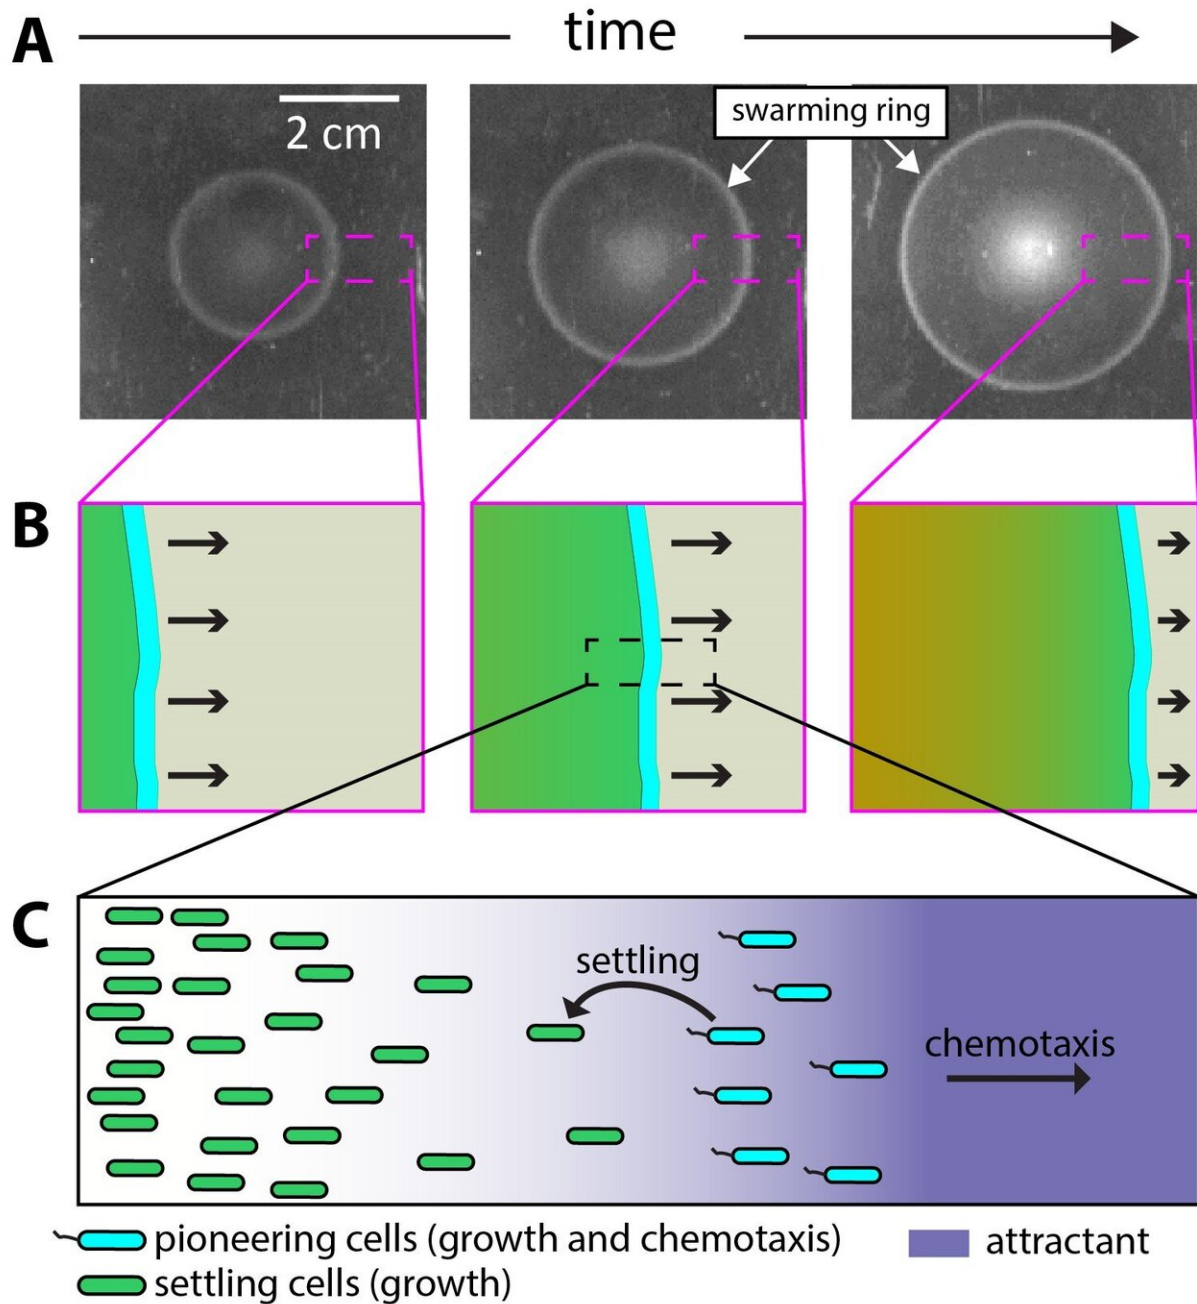 A
time
2 cm
swarming ring
B
C
settling
chemotaxis
pioneering cells (growth and chemotaxis)
attractant
settling cells (growth)